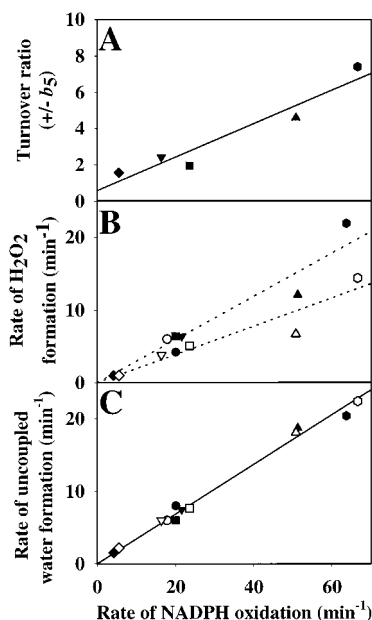 A
Turnover ratio
(+/- b5)
8
6
4
2
0
B
Rate of H2O2
formation (min-1)
20
10
0
C
Rate of uncoupled
water formation (min-1)
20
10
0
0 20 40 60 80
Rate of NADPH oxidation (min-1)